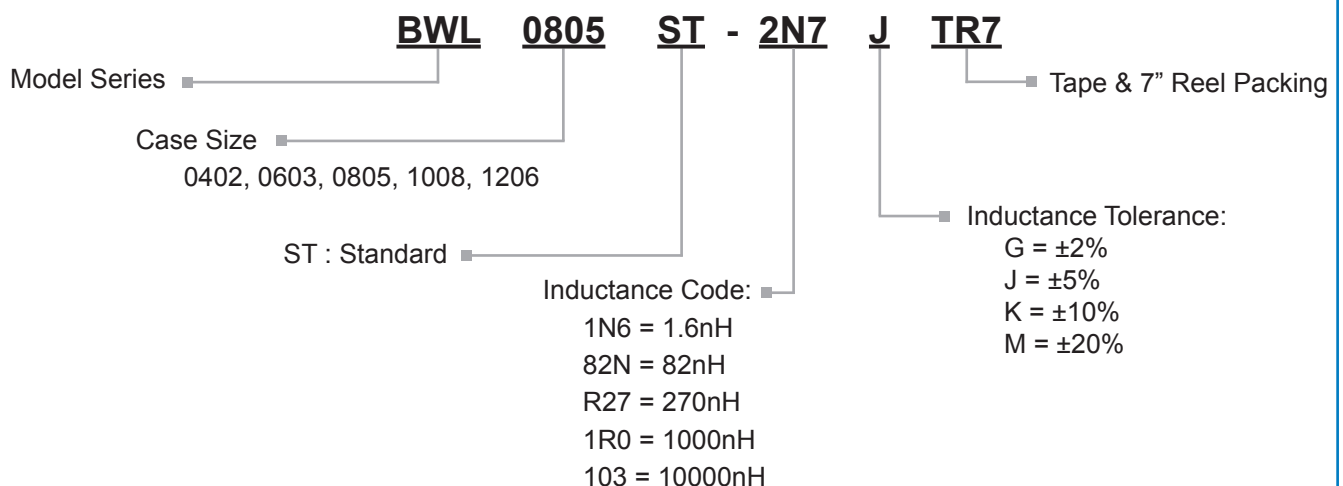 BWL 0805 ST - 2N7 J TR7
Model Series
Tape & 7” Reel Packing
Case Size
0402, 0603, 0805, 1008, 1206
Inductance Tolerance:
G = ±2%
J = ±5%
K = ±10%
M = ±20%
ST : Standard
Inductance Code:
1N6 = 1.6nH
82N = 82nH
R27 = 270nH
1R0 = 1000nH
103 = 10000nH